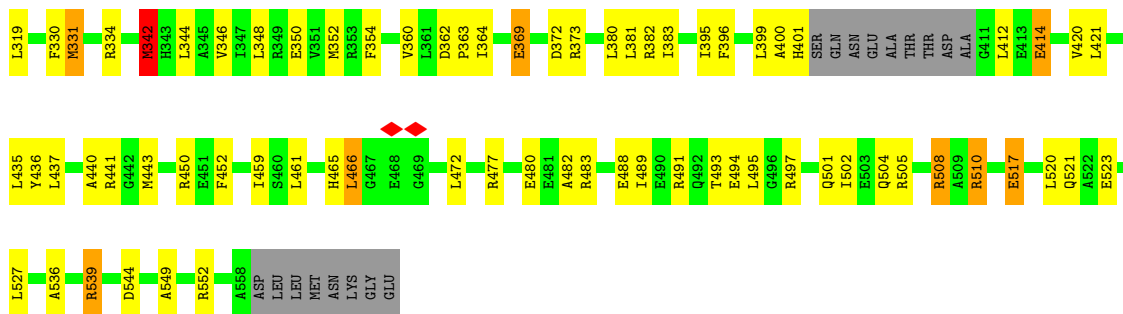 L319 F330 M331 R334 M342 H343 L344 A345 V346 I347 L348 R349 E350 V351 M352 R353 F354 V360 L361 D362 P363 I364 E369 D372 R373 L380 L381 R382 I383 I395 F396 L399 A400 H401 SER GLN ASN GLU ALA THR THR ASP ALA G411 L412 E413 E414 V420 L421
L435 Y436 L437 A440 R441 G442 M443 R450 E451 F452 I459 S460 L461 H465 L466 G467 E468 G469 L472 R477 E480 E481 A482 R483 E488 I489 E490 R491 Q492 T493 E494 L495 G496 R497 Q501 I502 E503 Q504 R505 R508 A509 R510 E517 L520 Q521 A522 E523
L527 A536 R539 D544 A549 R552 A558 ASP LEU LEU MET ASN LYS GLY GLU